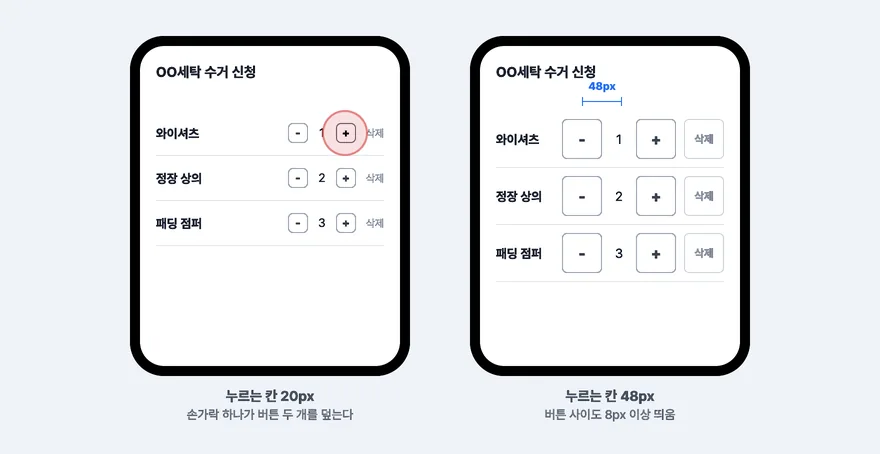 OO세탁 수거 신청
와이셔츠 - 1 + 삭제
정장 상의 - 2 + 삭제
패딩 점퍼 - 3 + 삭제
누르는 칸 20px
손가락 하나가 버튼 두 개를 덮는다
OO세탁 수거 신청
48px
와이셔츠 - 1 + 삭제
정장 상의 - 2 + 삭제
패딩 점퍼 - 3 + 삭제
누르는 칸 48px
버튼 사이도 8px 이상 띄움